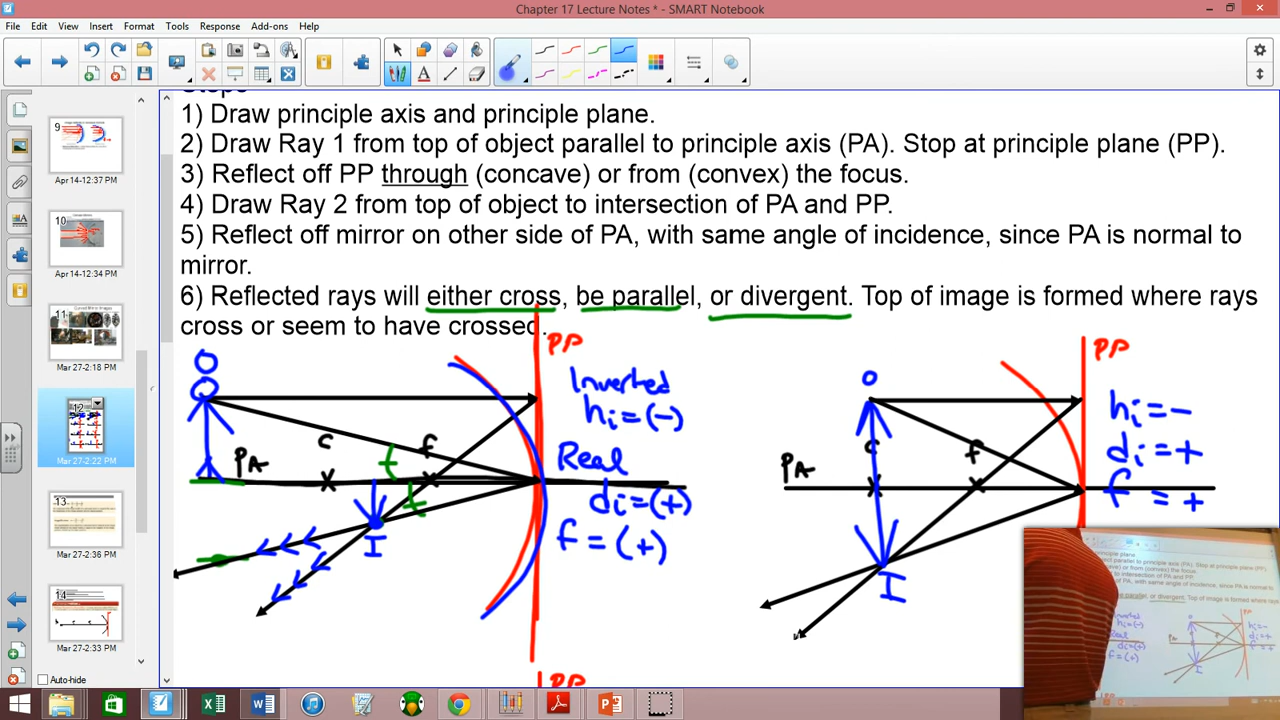 Chapter 17 Lecture Notes * - SMART Notebook
File Edit View Insert Format Tools Response Add-ons Help
1) Draw principle axis and principle plane.
2) Draw Ray 1 from top of object parallel to principle axis (PA). Stop at principle plane (PP).
3) Reflect off PP through (concave) or from (convex) the focus.
4) Draw Ray 2 from top of object to intersection of PA and PP.
5) Reflect off mirror on other side of PA, with same angle of incidence, since PA is normal to
mirror.
6) Reflected rays will either cross, be parallel, or divergent. Top of image is formed where rays
cross or seem to have crossed.
O
PP
Inverted
hi = (-)
C
f
PA
Real
di = (+)
I
f = (+)
PP
O
PP
hi = -
C
f
di = +
PA
f = +
I
9
Apr 14-12:37 PM
10
Apr 14-12:34 PM
11
Mar 27-2:18 PM
12
Mar 27-2:22 PM
13
Mar 27-2:36 PM
14
Mar 27-2:33 PM
Auto-hide